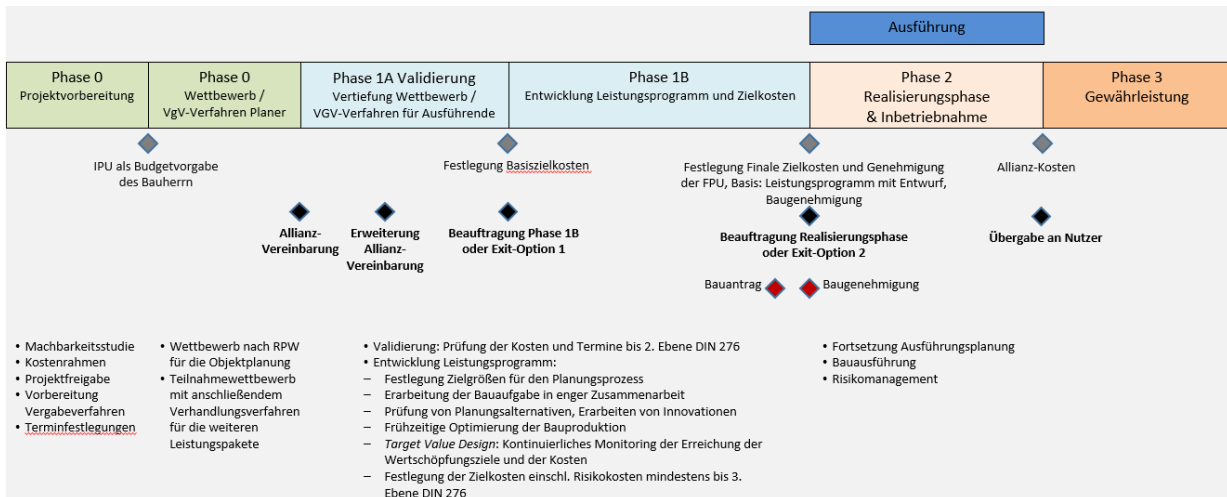 Ausführung
Phase 0
Projektvorbereitung
Phase 0
Wettbewerb /
VgV-Verfahren Planer
Phase 1A Validierung
Vertiefung Wettbewerb /
VGV-Verfahren für Ausführende
Phase 1B
Entwicklung Leistungsprogramm und Zielkosten
Phase 2
Realisierungsphase
& Inbetriebnahme
Phase 3
Gewährleistung
IPU als Budgetvorgabe
des Bauherrn
Festlegung Basiszielkosten
Festlegung Finale Zielkosten und Genehmigung
der FPU, Basis: Leistungsprogramm mit Entwurf,
Baugenehmigung
Allianz-Kosten
Allianz-
Vereinbarung
Erweiterung
Allianz-
Vereinbarung
Beauftragung Phase 1B
oder Exit-Option 1
Beauftragung Realisierungsphase
oder Exit-Option 2
Übergabe an Nutzer
Bauantrag
Baugenehmigung
• Machbarkeitsstudie
• Kostenrahmen
• Projektfreigabe
• Vorbereitung
Vergabeverfahren
• Terminfestlegungen
• Wettbewerb nach RPW
für die Objektplanung
• Teilnahmewettbewerb
mit anschließendem
Verhandlungsverfahren
für die weiteren
Leistungspakete
• Validierung: Prüfung der Kosten und Termine bis 2. Ebene DIN 276
• Entwicklung Leistungsprogramm:
– Festlegung Zielgrößen für den Planungsprozess
– Erarbeitung der Bauaufgabe in enger Zusammenarbeit
– Prüfung von Planungsalternativen, Erarbeiten von Innovationen
– Frühzeitige Optimierung der Bauproduktion
– Target Value Design: Kontinuierliches Monitoring der Erreichung der
Wertschöpfungsziele und der Kosten
– Festlegung der Zielkosten einschl. Risikokosten mindestens bis 3.
Ebene DIN 276
• Fortsetzung Ausführungsplanung
• Bauausführung
• Risikomanagement